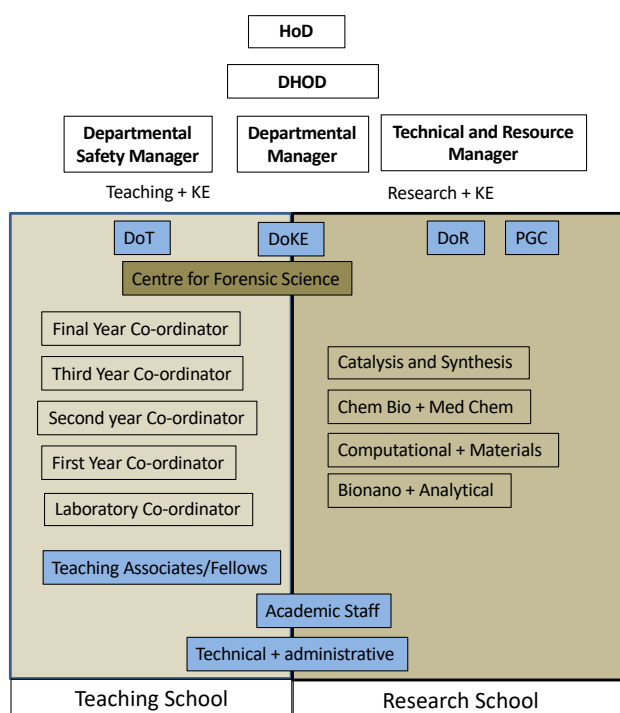 HoD
DHOD
Departmental
Safety Manager
Departmental
Manager
Technical and Resource
Manager
Teaching + KE
Research + KE
DoT
DoKE
DoR
PGC
Centre for Forensic Science
Final Year Co-ordinator
Third Year Co-ordinator
Second year Co-ordinator
First Year Co-ordinator
Laboratory Co-ordinator
Catalysis and Synthesis
Chem Bio + Med Chem
Computational + Materials
Bionano + Analytical
Teaching Associates/Fellows
Academic Staff
Technical + administrative
Teaching School
Research School